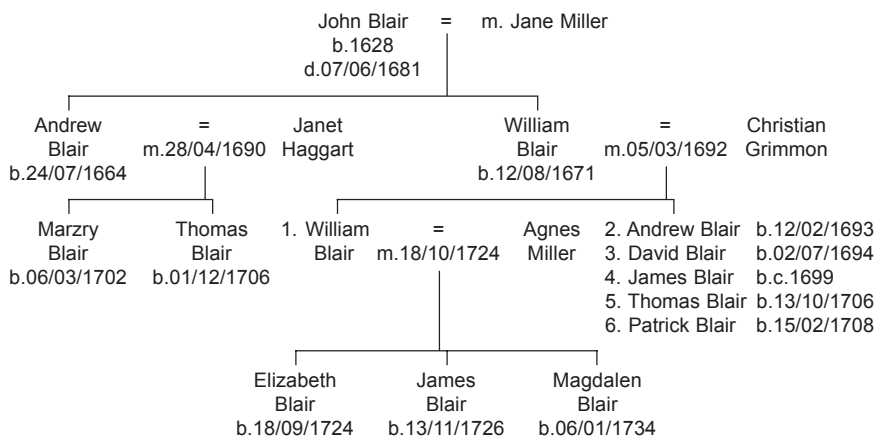 John Blair = m. Jane Miller
b.1628
d.07/06/1681
Andrew = Janet William = Christian
Blair m.28/04/1690 Haggart Blair m.05/03/1692 Grimmon
b.24/07/1664 b.12/08/1671
Marzry Thomas 1. William = Agnes 2. Andrew Blair b.12/02/1693
Blair Blair Blair m.18/10/1724 Miller 3. David Blair b.02/07/1694
b.06/03/1702 b.01/12/1706 4. James Blair b.c.1699
5. Thomas Blair b.13/10/1706
6. Patrick Blair b.15/02/1708
Elizabeth James Magdalen
Blair Blair Blair
b.18/09/1724 b.13/11/1726 b.06/01/1734